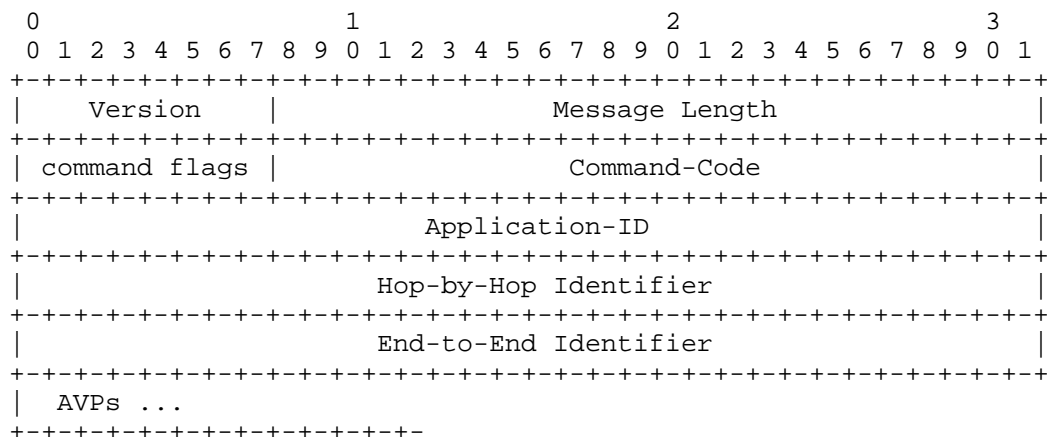 0                   1                   2                   3
 0 1 2 3 4 5 6 7 8 9 0 1 2 3 4 5 6 7 8 9 0 1 2 3 4 5 6 7 8 9 0 1
+-+-+-+-+-+-+-+-+-+-+-+-+-+-+-+-+-+-+-+-+-+-+-+-+-+-+-+-+-+-+-+-+
|    Version    |                 Message Length                |
+-+-+-+-+-+-+-+-+-+-+-+-+-+-+-+-+-+-+-+-+-+-+-+-+-+-+-+-+-+-+-+-+
| command flags |                  Command-Code                 |
+-+-+-+-+-+-+-+-+-+-+-+-+-+-+-+-+-+-+-+-+-+-+-+-+-+-+-+-+-+-+-+-+
|                         Application-ID                        |
+-+-+-+-+-+-+-+-+-+-+-+-+-+-+-+-+-+-+-+-+-+-+-+-+-+-+-+-+-+-+-+-+
|                      Hop-by-Hop Identifier                    |
+-+-+-+-+-+-+-+-+-+-+-+-+-+-+-+-+-+-+-+-+-+-+-+-+-+-+-+-+-+-+-+-+
|                      End-to-End Identifier                    |
+-+-+-+-+-+-+-+-+-+-+-+-+-+-+-+-+-+-+-+-+-+-+-+-+-+-+-+-+-+-+-+-+
|  AVPs ...
+-+-+-+-+-+-+-+-+-+-+-+-+-